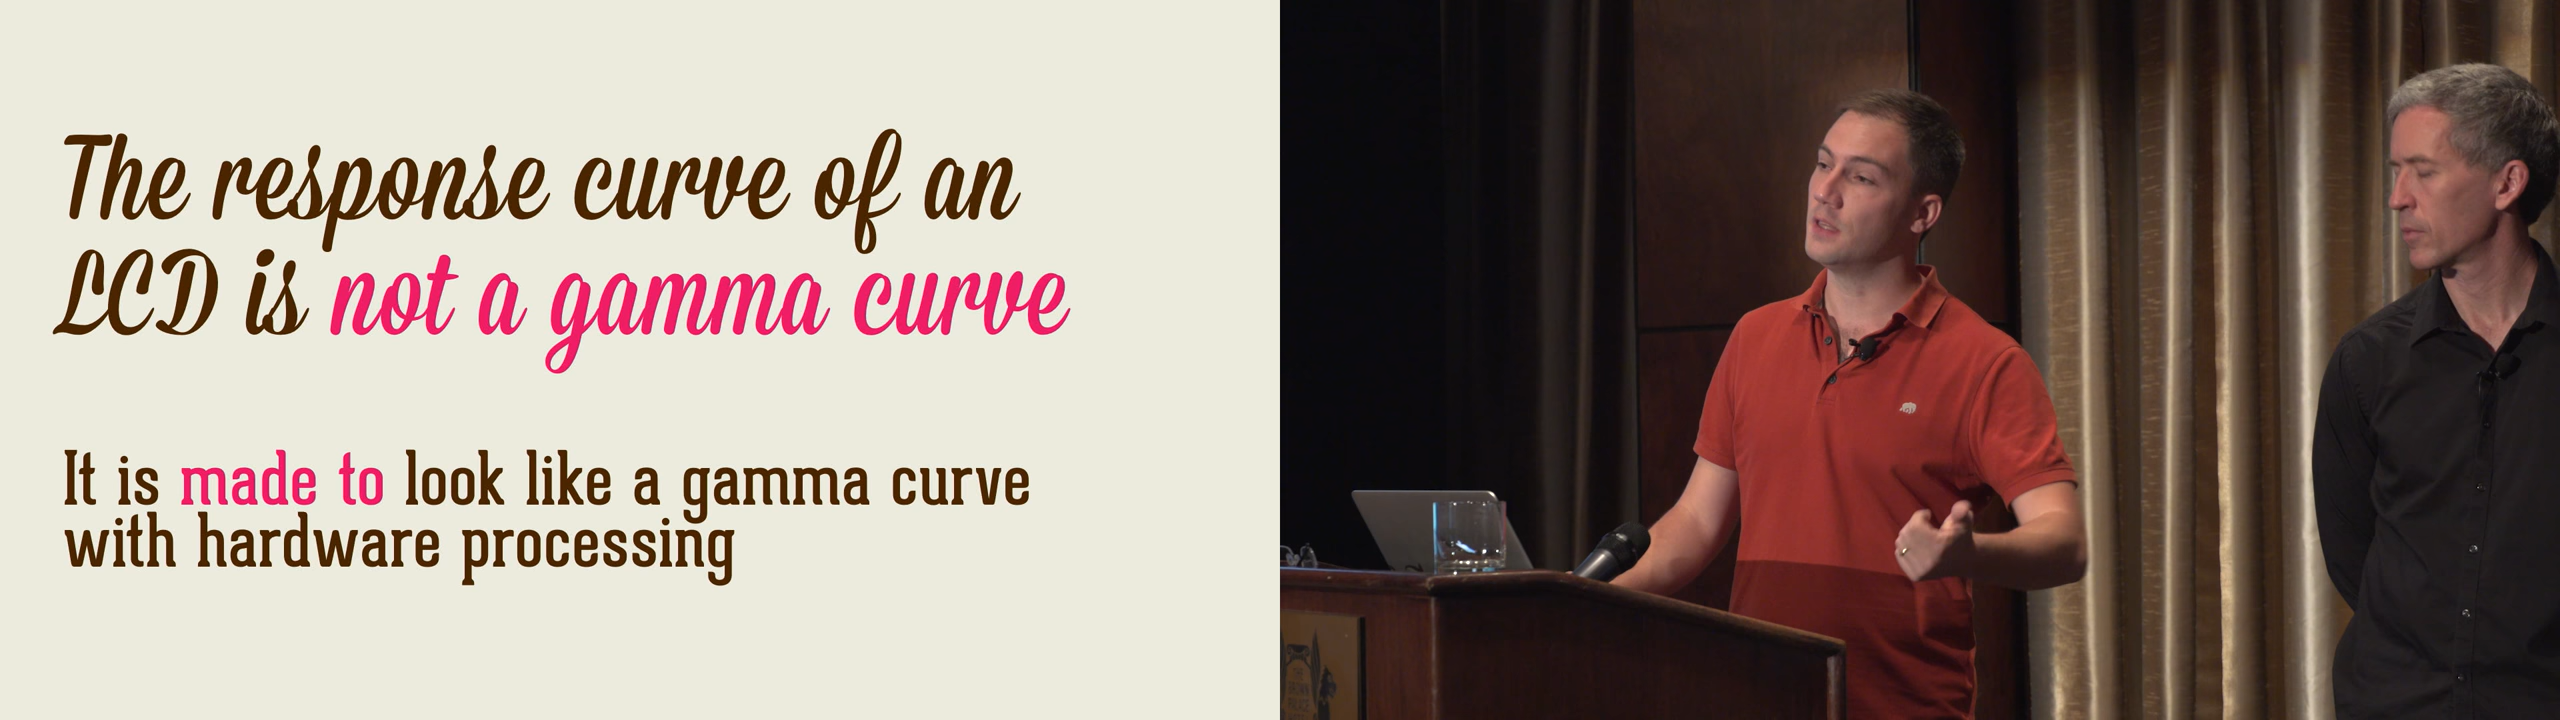 The response curve of an
LCD is not a gamma curve
It is made to look like a gamma curve
with hardware processing